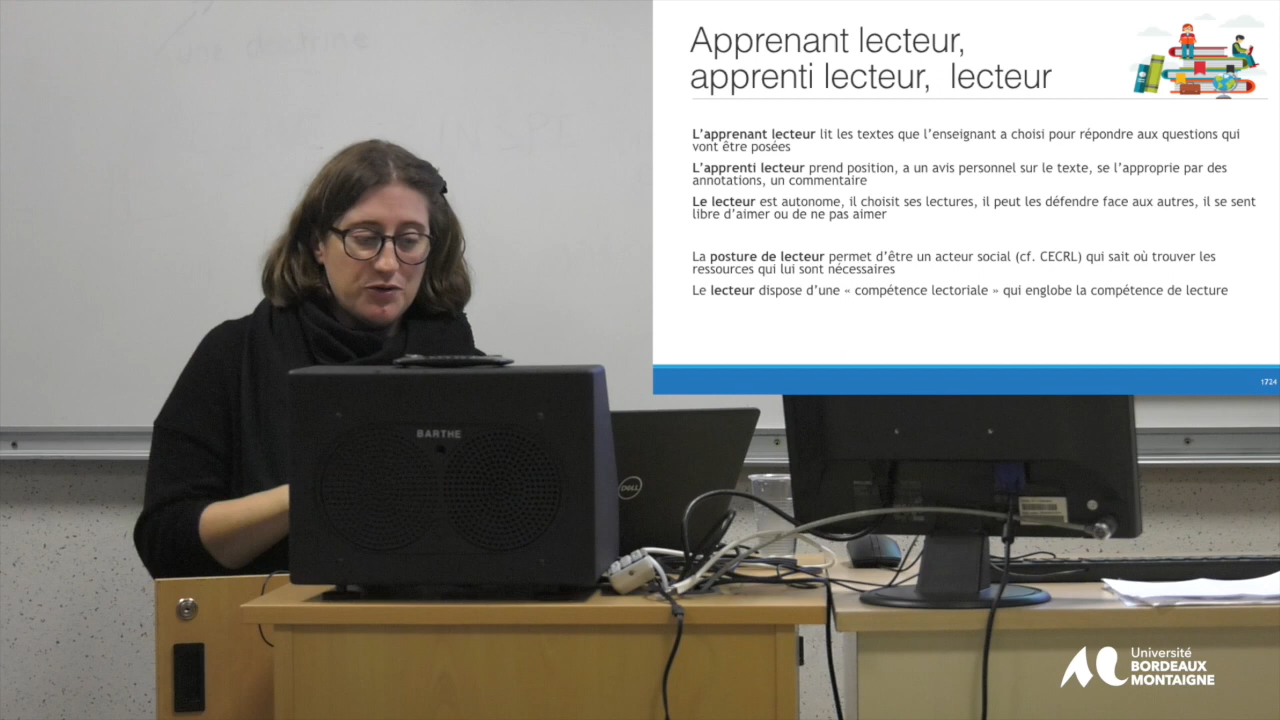 Apprenant lecteur,
apprenti lecteur, lecteur
L'apprenant lecteur lit les textes que l'enseignant a choisi pour répondre aux questions qui
vont être posées
L'apprenti lecteur prend position, a un avis personnel sur le texte, se l'approprie par des
annotations, un commentaire
Le lecteur est autonome, il choisit ses lectures, il peut les défendre face aux autres, il se sent
libre d'aimer ou de ne pas aimer
La posture de lecteur permet d'être un acteur social (cf. CECRL) qui sait où trouver les
ressources qui lui sont nécessaires
Le lecteur dispose d'une « compétence lectoriale » qui englobe la compétence de lecture
1724
BARTHE
DELL
Université
BORDEAUX
MONTAIGNE